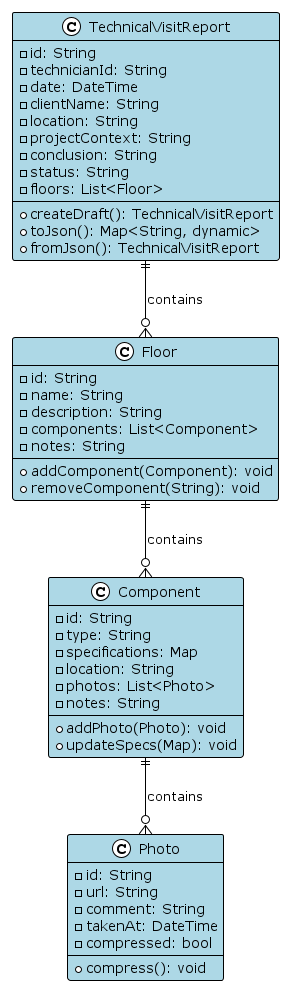 C TechnicalVisitReport
id: String
technicianId: String
date: DateTime
clientName: String
location: String
projectContext: String
conclusion: String
status: String
floors: List<Floor>
createDraft(): TechnicalVisitReport
toJson(): Map<String, dynamic>
fromJson(): TechnicalVisitReport
contains
C Floor
id: String
name: String
description: String
components: List<Component>
notes: String
addComponent(Component): void
removeComponent(String): void
contains
C Component
id: String
type: String
specifications: Map
location: String
photos: List<Photo>
notes: String
addPhoto(Photo): void
updateSpecs(Map): void
contains
C Photo
id: String
url: String
comment: String
takenAt: DateTime
compressed: bool
compress(): void